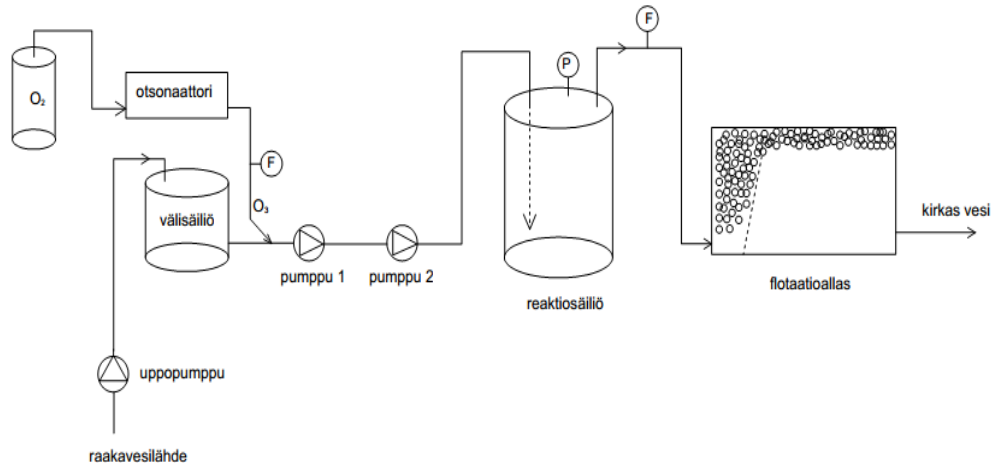 F
P
O₂
otsonaattori
F
välisäiliö
O₃
kirkas vesi
pumppu 1
pumppu 2
flotaatioallas
reaktiosäiliö
uppopumppu
raakavesilähde